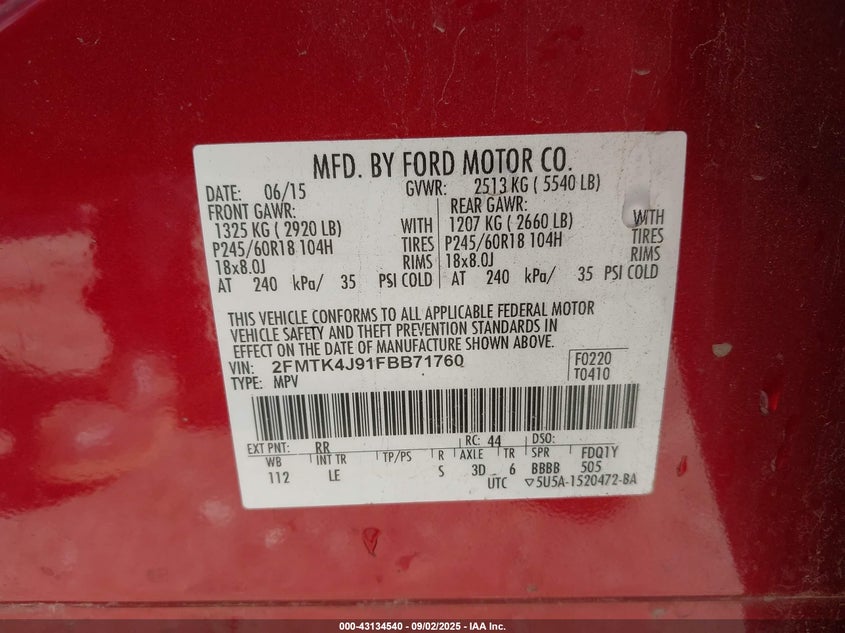 MFD. BY FORD MOTOR CO.
DATE: 06/15 GVWR: 2513 KG ( 5540 LB)
FRONT GAWR: REAR GAWR:
1325 KG ( 2920 LB) WITH 1207 KG ( 2660 LB) WITH
P245/60R18 104H TIRES P245/60R18 104H TIRES
18x8.0J RIMS 18x8.0J RIMS
AT 240 kPa/ 35 PSI COLD AT 240 kPa/ 35 PSI COLD
THIS VEHICLE CONFORMS TO ALL APPLICABLE FEDERAL MOTOR
VEHICLE SAFETY AND THEFT PREVENTION STANDARDS IN
EFFECT ON THE DATE OF MANUFACTURE SHOWN ABOVE.
VIN: 2FMTK4J91FBB71760 F0220
TYPE: MPV T0410
EXT PNT: RR RC: 44 DSO:
WB INT TR TP/PS R AXLE TR SPR FDQ1Y
112 LE S 3D 6 BBBB 505
UTC ▽5U5A-1520472-BA
000-43134540 - 09/02/2025 - IAA Inc.